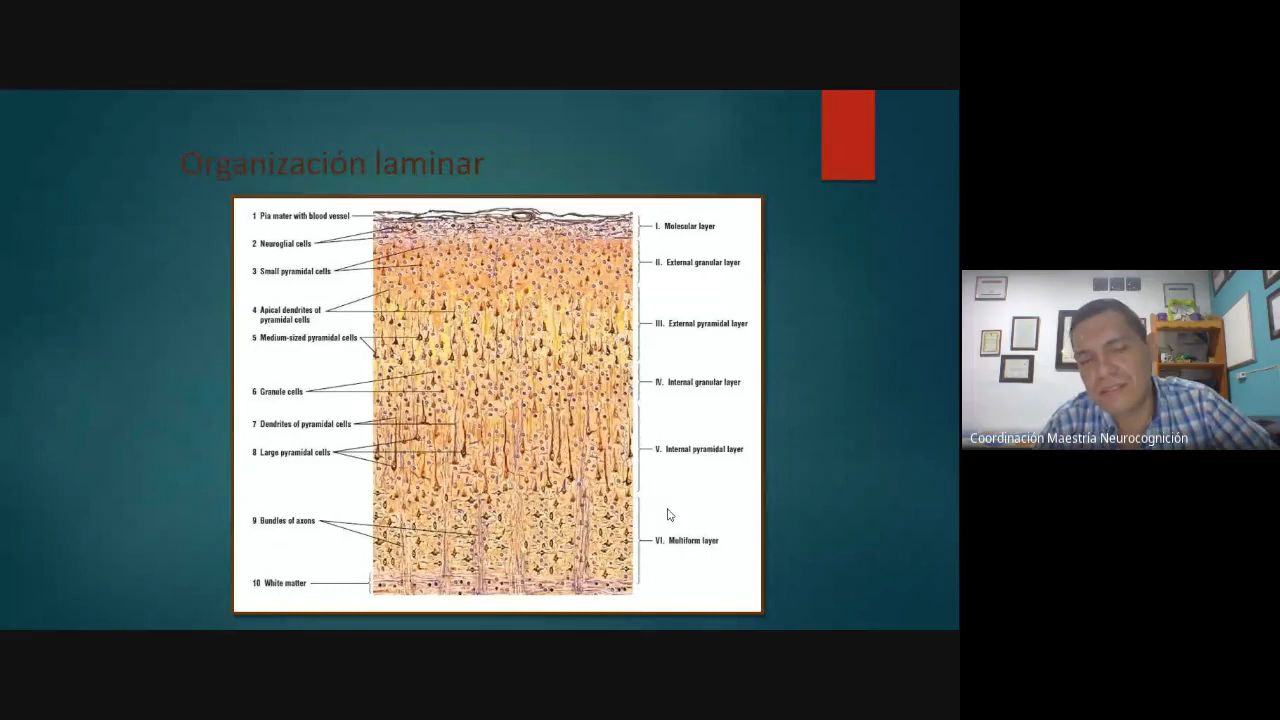 Organización laminar
1 Pia mater with blood vessel
2 Neuroglial cells
3 Small pyramidal cells
4 Apical dendrites of
pyramidal cells
5 Medium-sized pyramidal cells
6 Granule cells
7 Dendrites of pyramidal cells
8 Large pyramidal cells
9 Bundles of axons
10 White matter
I. Molecular layer
II. External granular layer
III. External pyramidal layer
IV. Internal granular layer
V. Internal pyramidal layer
VI. Multiform layer
Coordinación Maestría Neurocognición